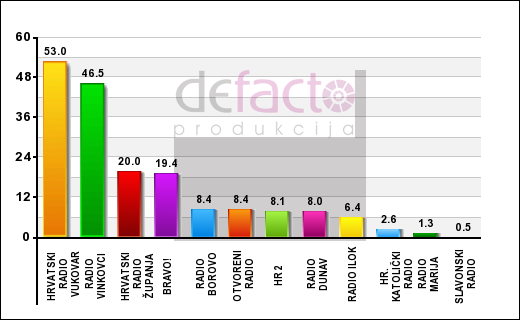 60
48
36
24
12
0
53.0
46.5
20.0
19.4
8.4
8.4
8.1
8.0
6.4
2.6
1.3
0.5
defacto
produkcija
HRVATSKI
RADIO
VUKOVAR
RADIO
VINKOVCI
HRVATSKI
RADIO
ŽUPANJA
BRAVO!
RADIO
BOROVO
OTVORENI
RADIO
HR 2
RADIO
DUNAV
RADIO ILOK
HR.
KATOLIČKI
RADIO
RADIO
MARIJA
SLAVONSKI
RADIO